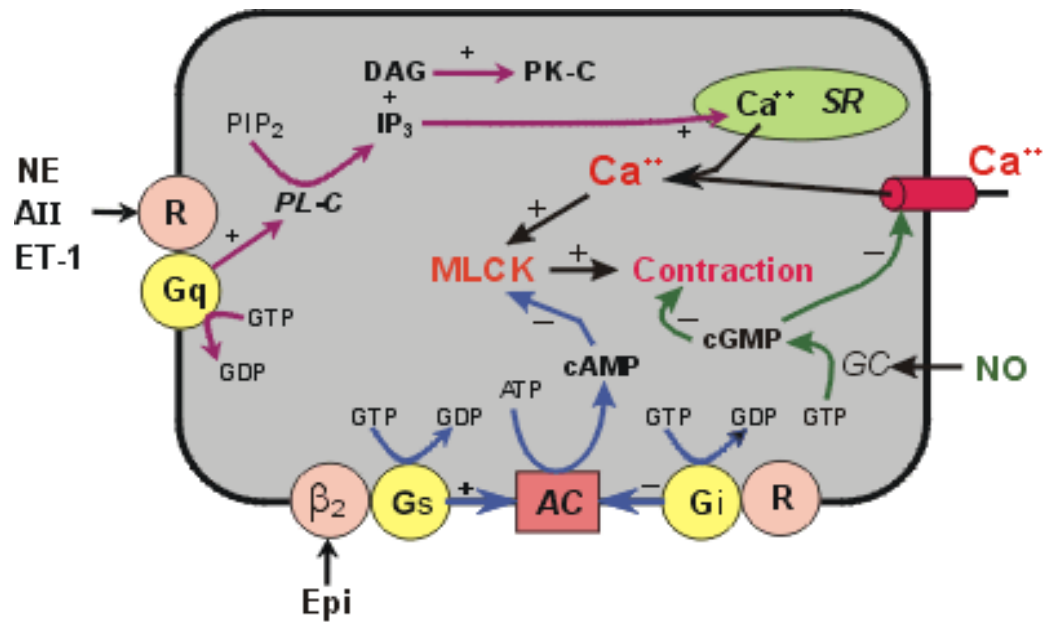 DAG + PK-C
+
IP₃
Ca⁺⁺ SR
+
PIP₂
PL-C
Ca⁺⁺
Ca⁺⁺
NE
AII
ET-1
R
+
Gq
GTP
GDP
+
MLCK + Contraction
–
–
–
cGMP
GC
NO
GTP
cAMP
ATP
GTP
GDP
GTP
GDP
β₂
Gs
+
AC
–
Gi
R
Epi